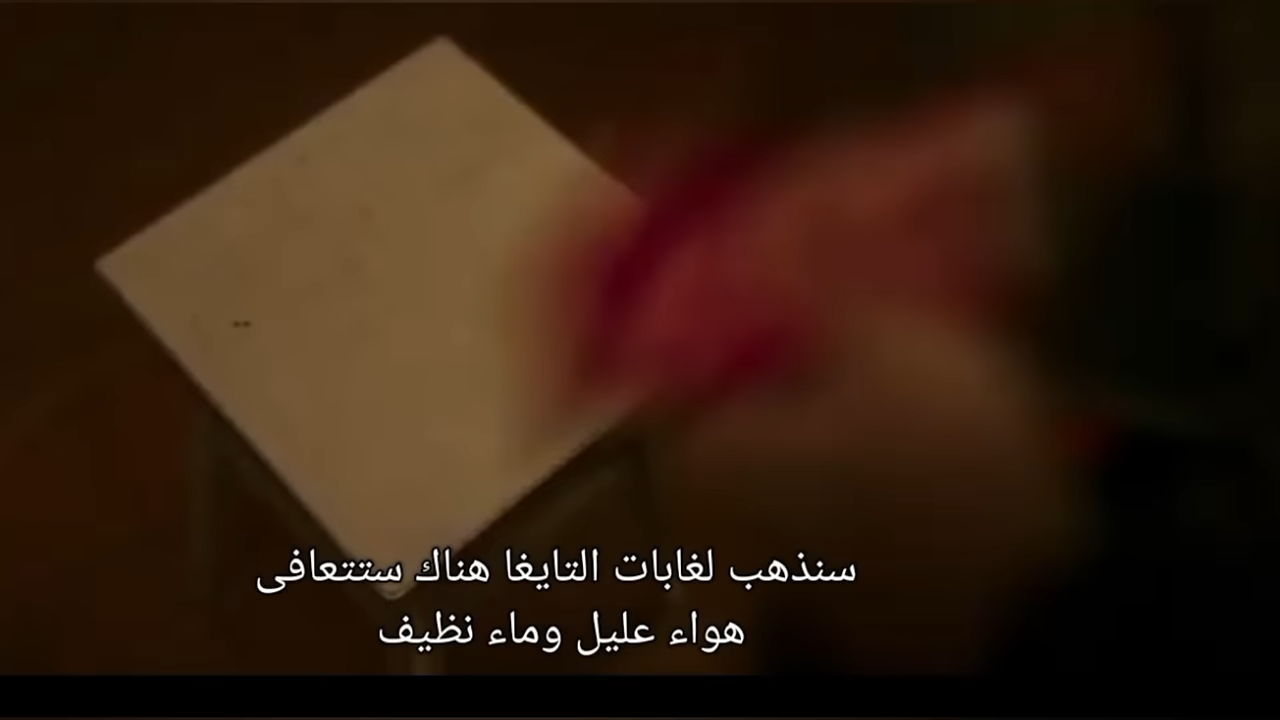 سنذهب لغابات التايغا هناك ستتعافى
هواء عليل وماء نظيف